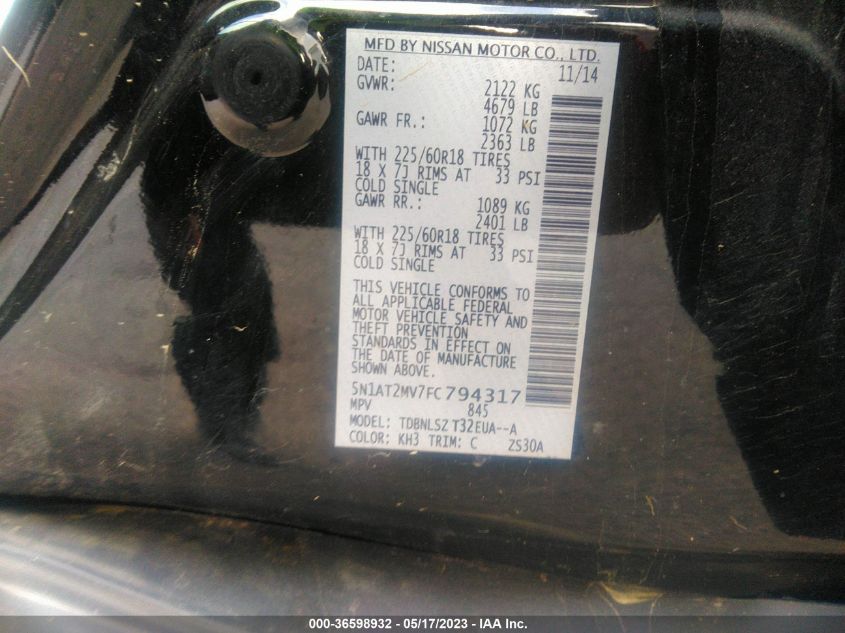 MFD BY NISSAN MOTOR CO., LTD.
DATE: 11/14
GVWR: 2122 KG
4679 LB
GAWR FR.: 1072 KG
2363 LB
WITH 225/60R18 TIRES
18 X 7J RIMS AT 33 PSI
COLD SINGLE
GAWR RR.: 1089 KG
2401 LB
WITH 225/60R18 TIRES
18 X 7J RIMS AT 33 PSI
COLD SINGLE
THIS VEHICLE CONFORMS TO
ALL APPLICABLE FEDERAL
MOTOR VEHICLE SAFETY AND
THEFT PREVENTION
STANDARDS IN EFFECT ON
THE DATE OF MANUFACTURE
SHOWN ABOVE.
5N1AT2MV7FC794317
MPV 845
MODEL: TDBNLSZ T32EUA--A
COLOR: KH3 TRIM: C ZS30A
000-36598932 - 05/17/2023 - IAA Inc.